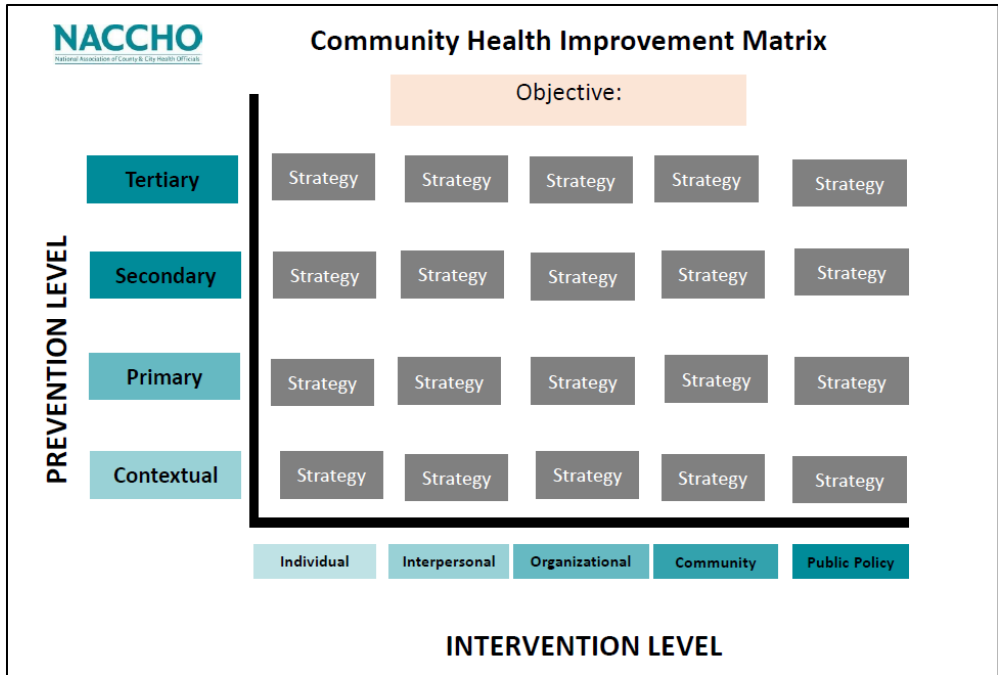 NACCHO
National Association of County & City Health Officials
Community Health Improvement Matrix
Objective:
PREVENTION LEVEL
Tertiary
Strategy
Strategy
Strategy
Strategy
Strategy
Secondary
Strategy
Strategy
Strategy
Strategy
Strategy
Primary
Strategy
Strategy
Strategy
Strategy
Strategy
Contextual
Strategy
Strategy
Strategy
Strategy
Strategy
Individual
Interpersonal
Organizational
Community
Public Policy
INTERVENTION LEVEL